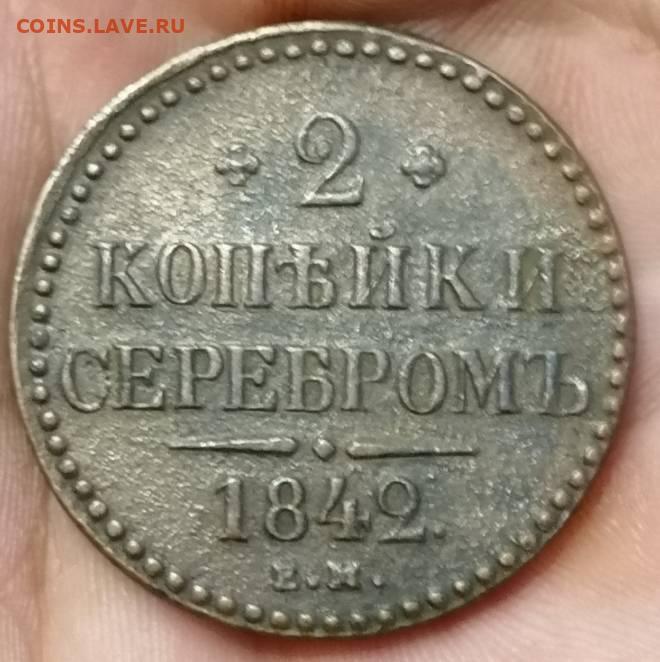 COINS.LAVE.RU
2
КОПѢЙКИ
СЕРЕБРОМЪ
1842.
Е.М.